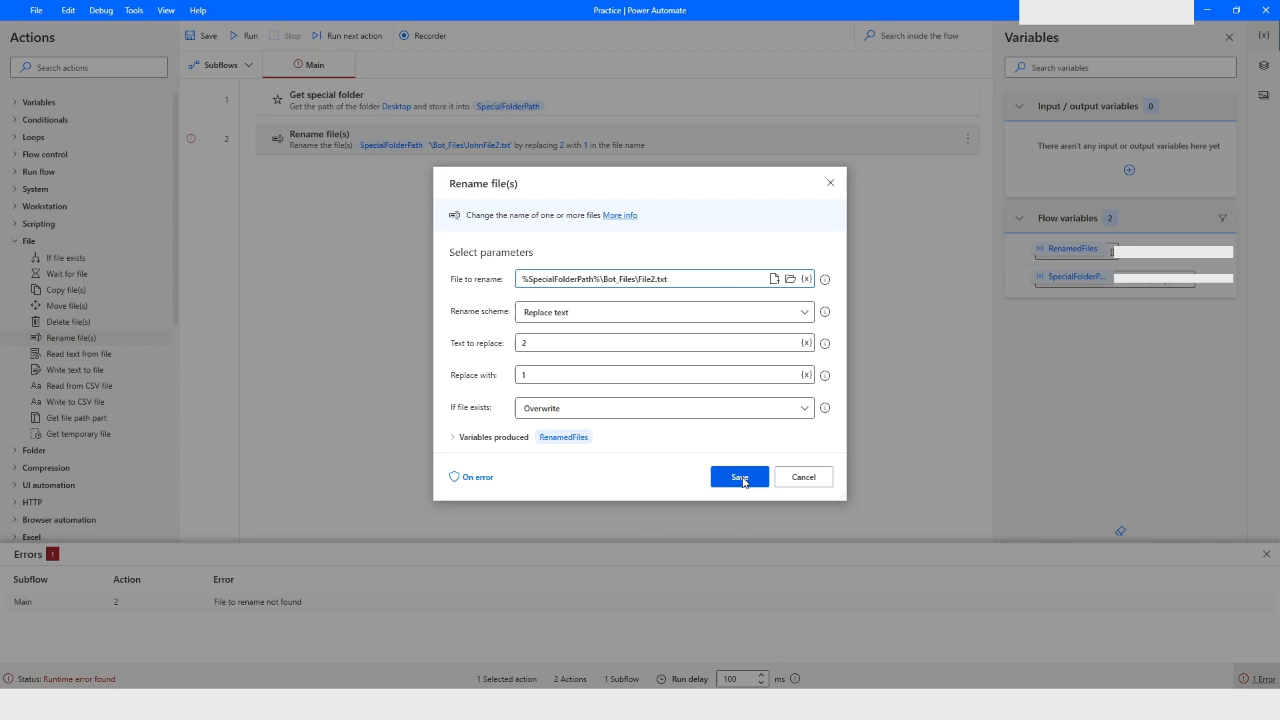 File Edit Debug Tools View Help
Practice | Power Automate
Actions
Search actions
Variables
Conditionals
Loops
Flow control
Run flow
System
Workstation
Scripting
File
If file exists
Wait for file
Copy file(s)
Move file(s)
Delete file(s)
Rename file(s)
Read text from file
Write text to file
Read from CSV file
Write to CSV file
Get file path part
Get temporary file
Folder
Compression
UI automation
HTTP
Browser automation
Excel
Save Run Stop Run next action Recorder
Search inside the flow
Subflows Main
1 Get special folder
Get the path of the folder Desktop and store it into SpecialFolderPath
2 Rename file(s)
Rename the file(s) SpecialFolderPath '\Bot_Files\JohnFile2.txt' by replacing 2 with 1 in the file name
Rename file(s)
Change the name of one or more files More info
Select parameters
File to rename: %SpecialFolderPath%\Bot_Files\File2.txt {x}
Rename scheme: Replace text
Text to replace: 2 {x}
Replace with: 1 {x}
If file exists: Overwrite
Variables produced RenamedFiles
On error
Save Cancel
Variables
{x}
Search variables
Input / output variables 0
There aren't any input or output variables here yet
Flow variables 2
{x} RenamedFiles
{x} SpecialFolderP...
Errors 1
Subflow Action Error
Main 2 File to rename not found
Status: Runtime error found
1 Selected action 2 Actions 1 Subflow Run delay 100 ms
1 Error